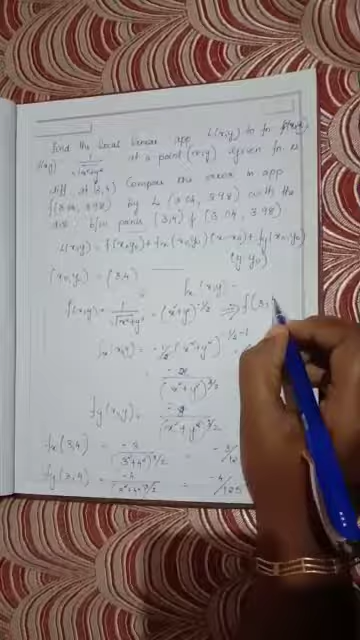 Find the local linear app L(x,y) to fn
f(x,y) 1/√x²+y² at a point (x0,y) Given fn is
diff at (3,4) Compare the error in app
f(3.04, 3.98) by L (3.04, 3.98) with the
dist. b/w points (3,4) & (3.04, 3.98)
L(x,y) = f(x0,y0) + fx (x0,y0) (x-x0) + fy (x0,y0)
(y-y0)
(x0,y0) = (3,4)
fx (x,y) =
f(x,y) = 1/√x²+y² = (x²+y²)^-1/2 ⇒ f(3,
fx (x,y) = -1/2 (x²+y²)^-1/2-1
= -x/(x²+y²)^3/2
fy (x,y) = -y/(x²+y²)^3/2
fx (3,4) = -3/(3²+4²)^3/2 = -3/12
fy (3,4) = -4/(3²+4²)^3/2 = -4/125